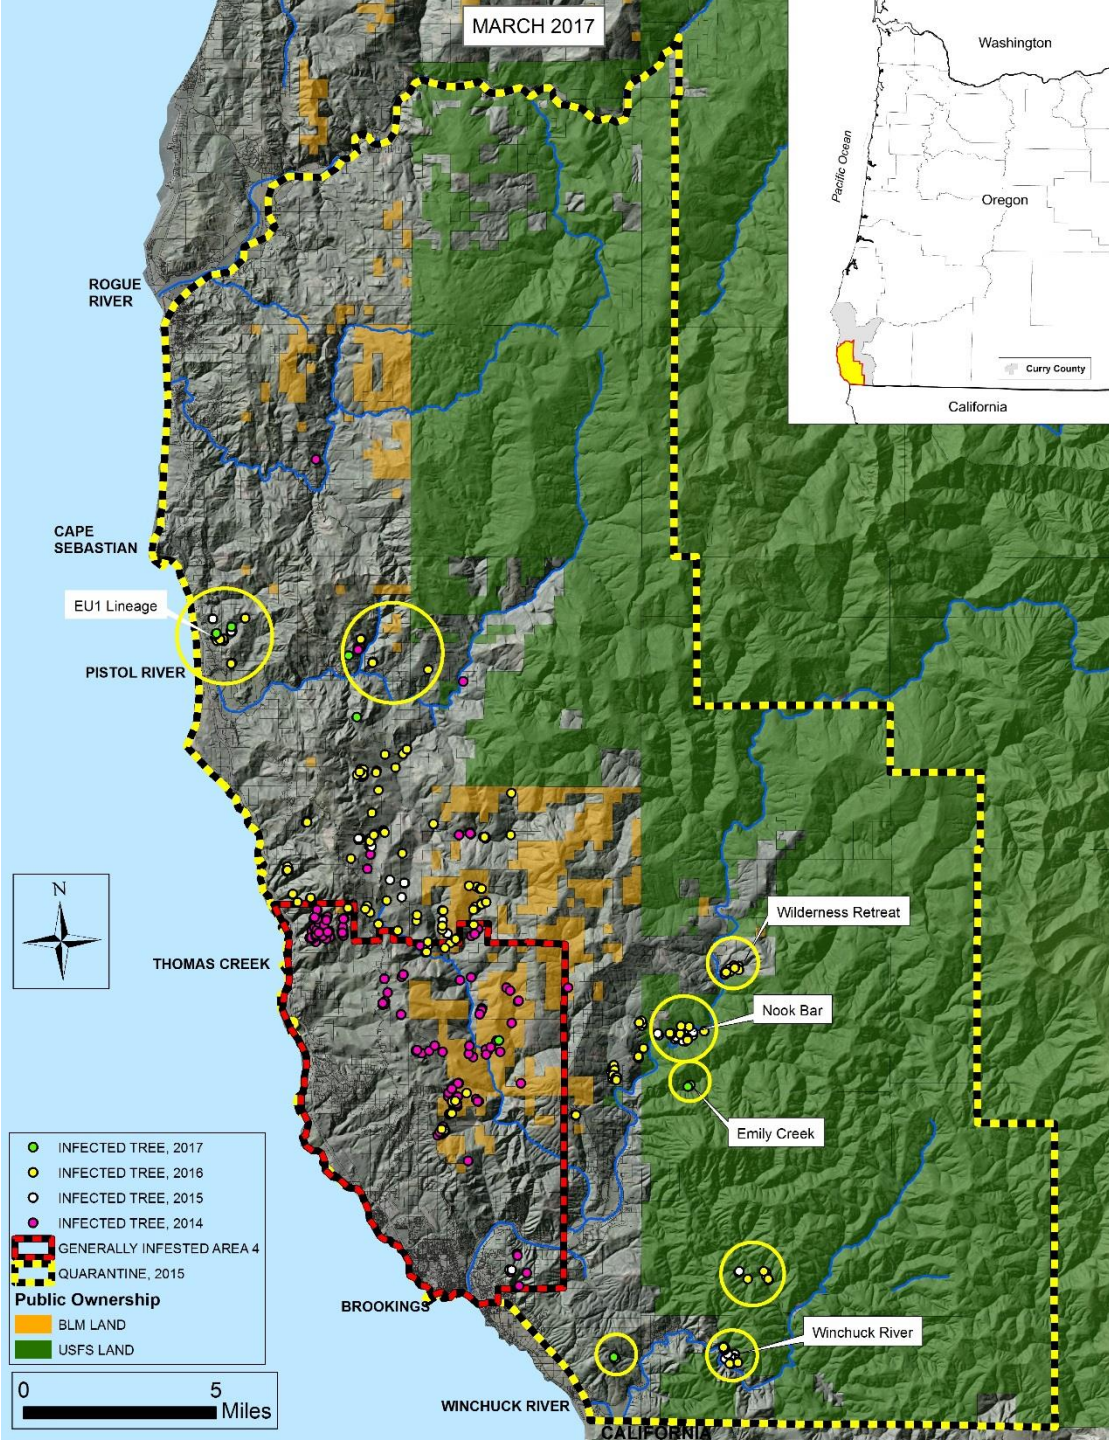 MARCH 2017
Washington
Pacific Ocean
Oregon
Curry County
California
ROGUE
RIVER
CAPE
SEBASTIAN
EU1 Lineage
PISTOL RIVER
N
Wilderness Retreat
THOMAS CREEK
Nook Bar
Emily Creek
INFECTED TREE, 2017
INFECTED TREE, 2016
INFECTED TREE, 2015
INFECTED TREE, 2014
GENERALLY INFESTED AREA 4
QUARANTINE, 2015
Public Ownership
BLM LAND
USFS LAND
BROOKINGS
Winchuck River
0 5
Miles
WINCHUCK RIVER
CALIFORNIA